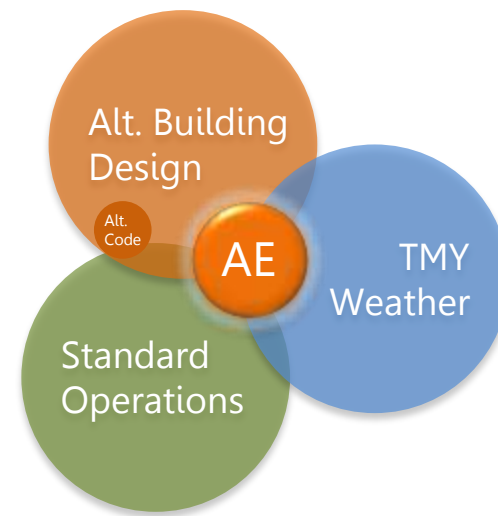 Alt. Building
Design
Alt.
Code
AE
TMY
Weather
Standard
Operations